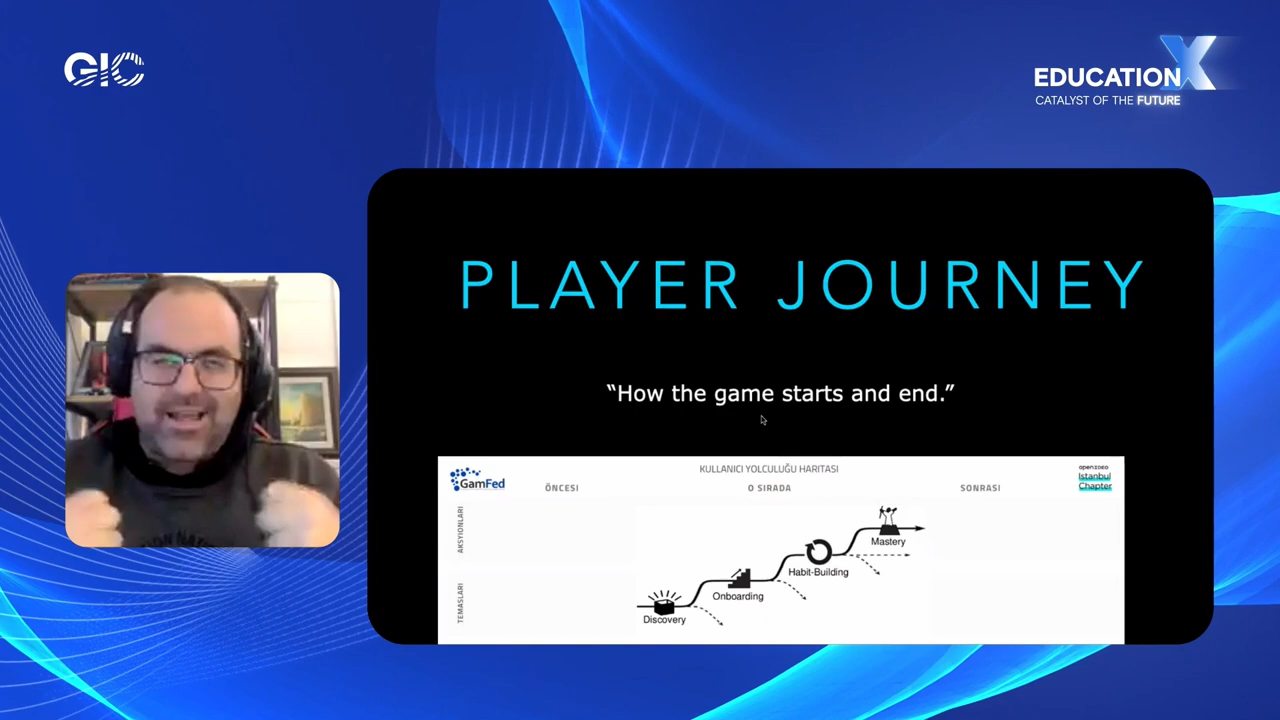 GIC
EDUCATION X
CATALYST OF THE FUTURE
PLAYER JOURNEY
“How the game starts and end.”
GamFed
KULLANICI YOLCULUĞU HARITASI
openIDEO
Istanbul
Chapter
ÖNCESI
O SIRADA
SONRASI
AKSIYONLARI
Mastery
Habit-Building
Onboarding
Discovery
TEMASLARI